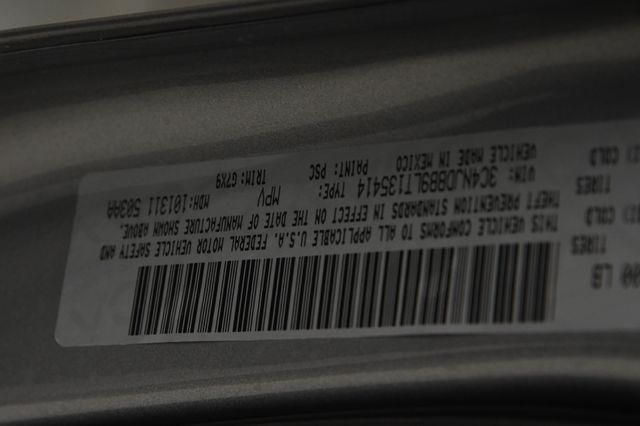 00 LB
TIRES
COLD
TIRES
COLD
THIS VEHICLE CONFORMS TO ALL APPLICABLE U.S.A. FEDERAL MOTOR VEHICLE SAFETY AND
THEFT PREVENTION STANDARDS IN EFFECT ON THE DATE OF MANUFACTURE SHOWN ABOVE.
VIN: 3C4NJDBB9LT135414 TYPE: MPV MDH: 101311 503AA
VEHICLE MADE IN MEXICO PAINT: PSC TRIM: G7X9